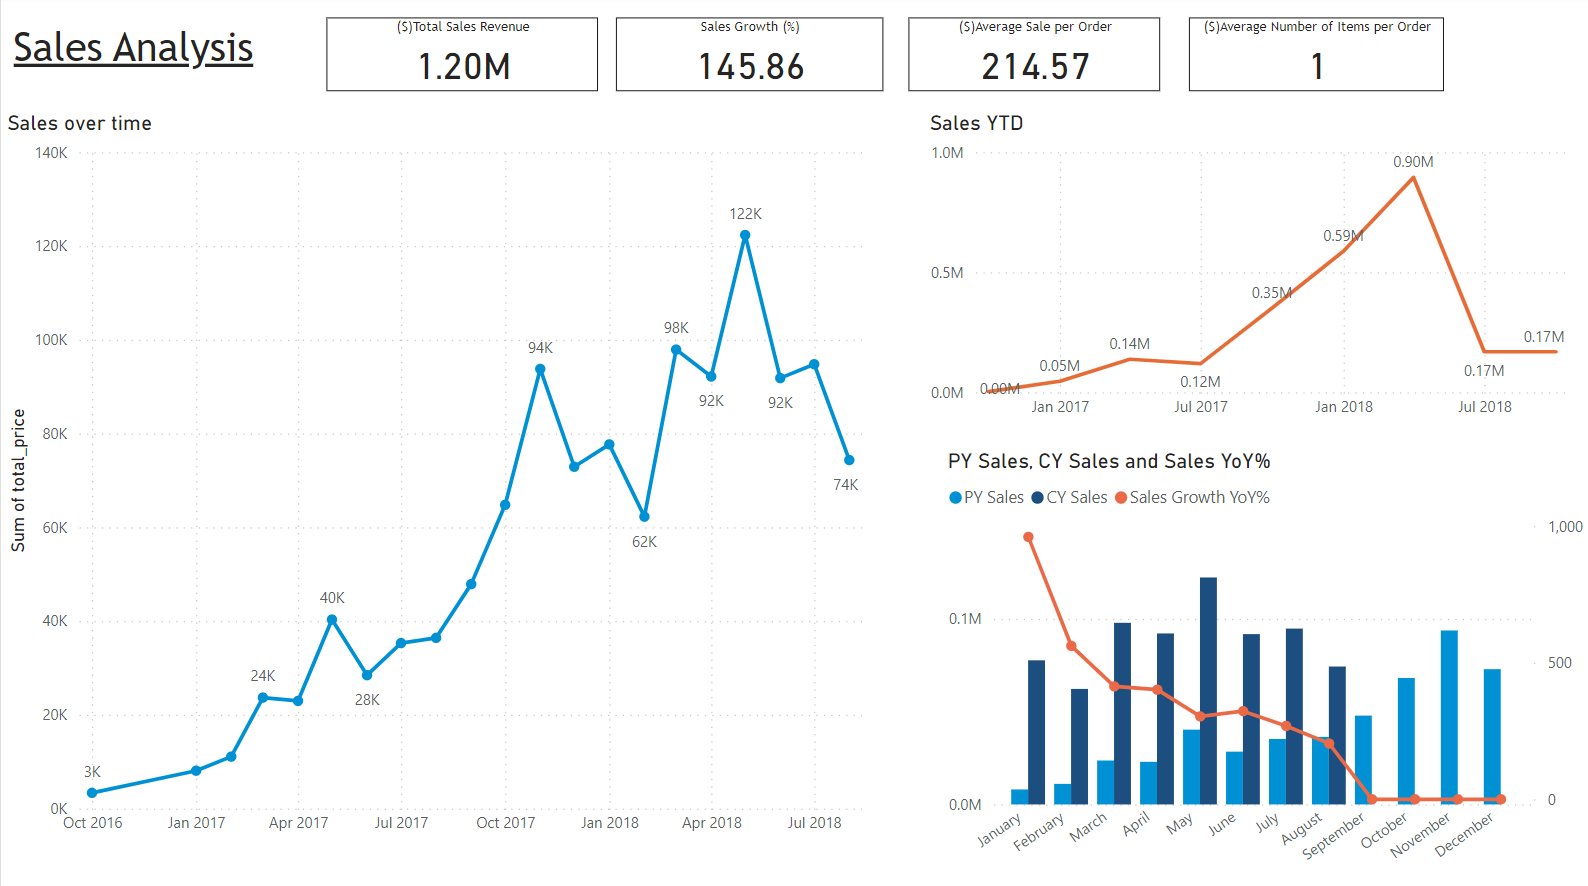 Sales Analysis
($)Total Sales Revenue
1.20M
Sales Growth (%)
145.86
($)Average Sale per Order
214.57
($)Average Number of Items per Order
1
Sales over time
Sum of total_price
140K
120K
100K
80K
60K
40K
20K
0K
3K
24K
40K
28K
94K
62K
98K
92K
122K
92K
74K
Oct 2016
Jan 2017
Apr 2017
Jul 2017
Oct 2017
Jan 2018
Apr 2018
Jul 2018
Sales YTD
1.0M
0.5M
0.0M
0.00M
0.05M
0.14M
0.12M
0.35M
0.59M
0.90M
0.17M
0.17M
Jan 2017
Jul 2017
Jan 2018
Jul 2018
PY Sales, CY Sales and Sales YoY%
PY Sales
CY Sales
Sales Growth YoY%
0.1M
0.0M
1,000
500
0
January
February
March
April
May
June
July
August
September
October
November
December